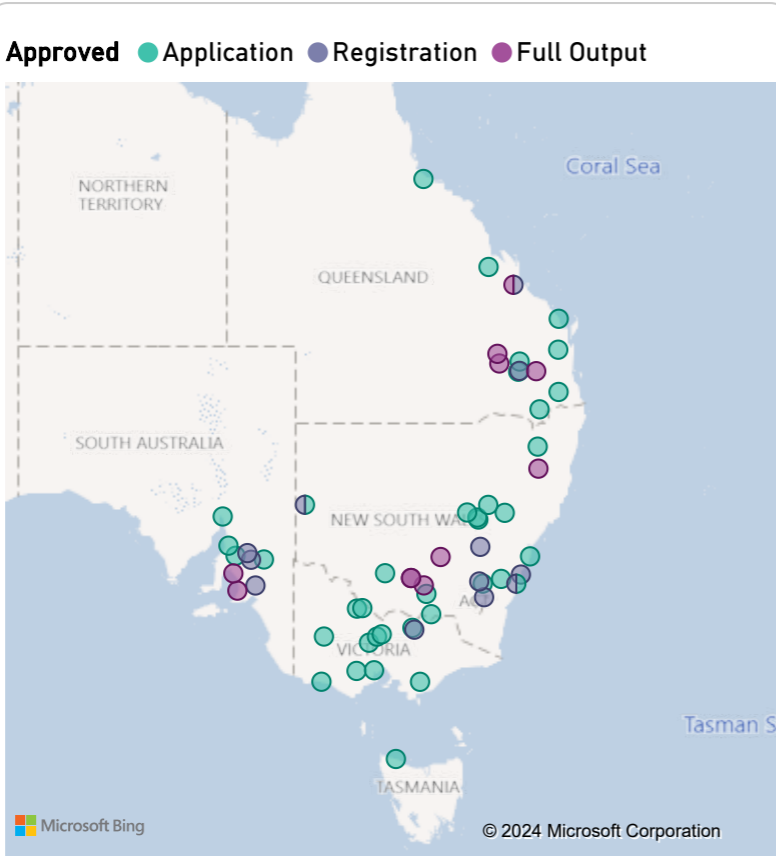 Approved Application Registration Full Output
Coral Sea
NORTHERN
TERRITORY
QUEENSLAND
SOUTH AUSTRALIA
NEW SOUTH WA
AC
VICTORIA
Tasman S
TASMANIA
Microsoft Bing
© 2024 Microsoft Corporation